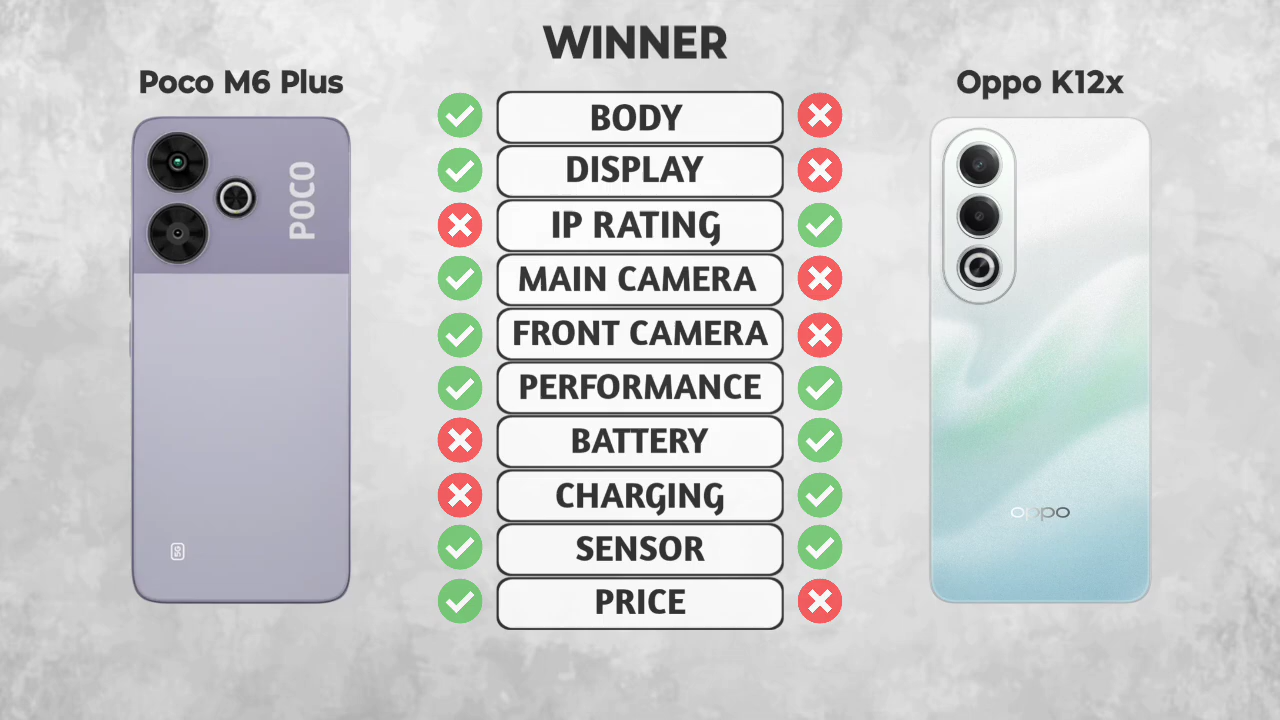 WINNER
Poco M6 Plus
Oppo K12x
BODY
DISPLAY
IP RATING
MAIN CAMERA
FRONT CAMERA
PERFORMANCE
BATTERY
CHARGING
SENSOR
PRICE
POCO
5G
oppo